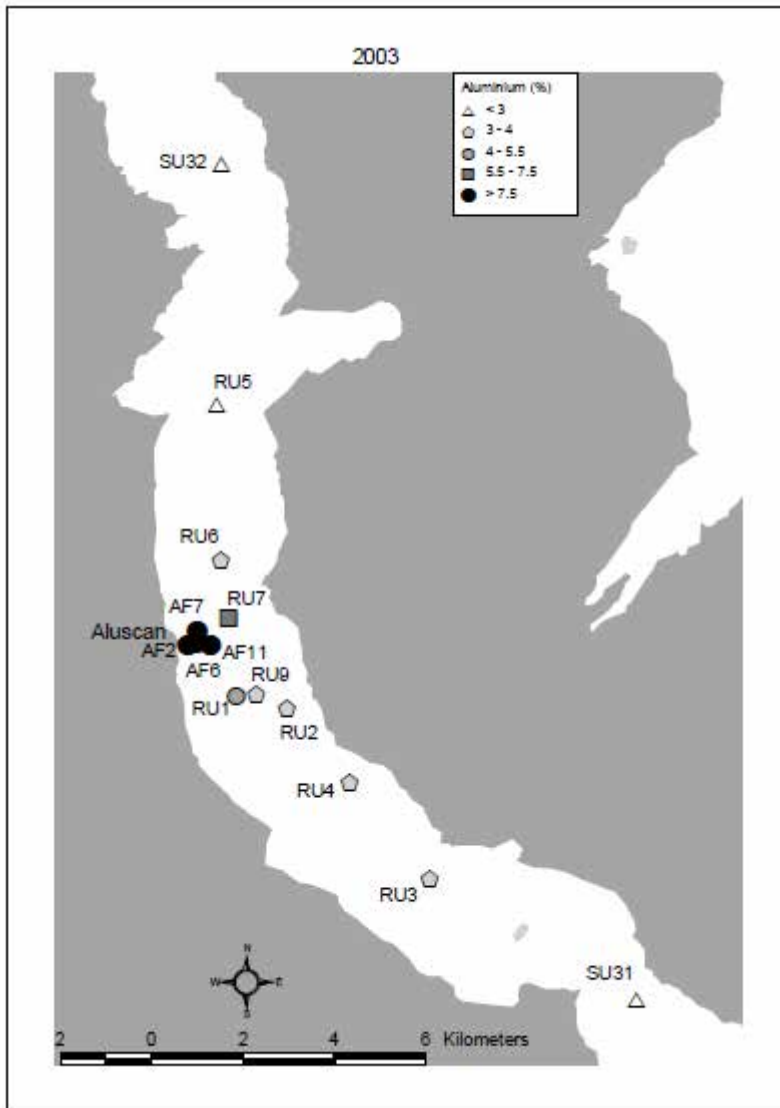 2003
Aluminium (%)
< 3
3 - 4
4 - 5.5
5.5 - 7.5
> 7.5
SU32
RU5
RU6
AF7
RU7
Aluscan
AF2
AF11
AF6
RU9
RU1
RU2
RU4
RU3
SU31
N
W
E
S
2 0 2 4 6 Kilometers